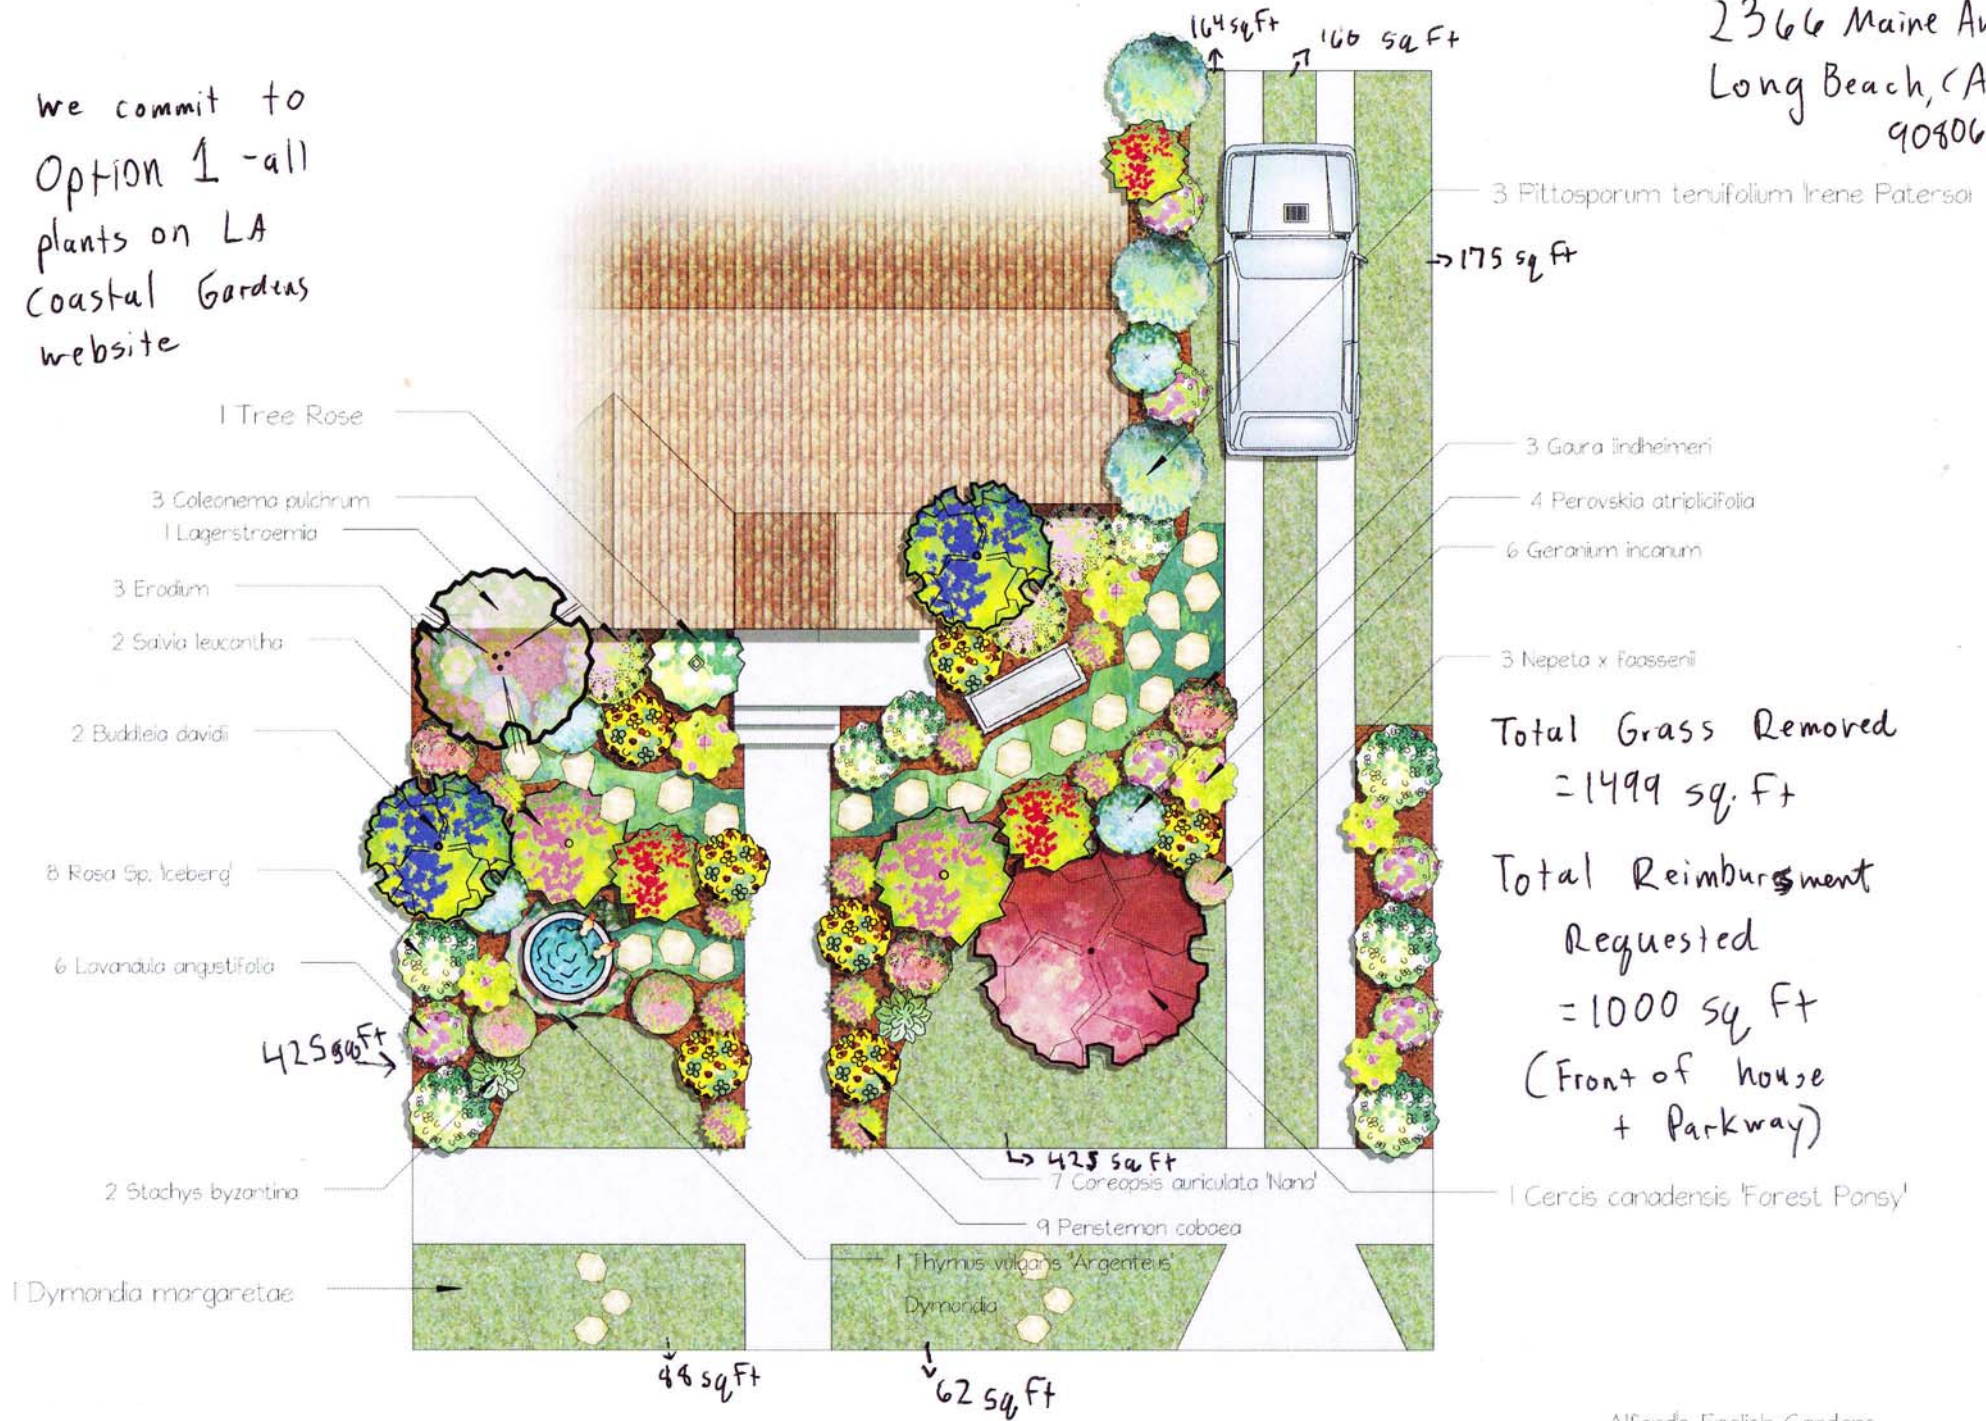 164 sq Ft
160 sq Ft
2366 Maine Av
Long Beach, CA
90806
we commit to
Option 1 -all
plants on LA
Coastal Gardens
website
3 Pittosporum tenuifolium Irene Paterson
→175 sq ft
1 Tree Rose
3 Coleonema pulchrum
1 Lagerstroemia
3 Erodium
2 Salvia leucantha
2 Buddleia davidii
8 Rosa Sp. 'Iceberg'
6 Lavandula angustifolia
425 sq Ft
2 Stachys byzantina
1 Dymondia margaretae
3 Gaura lindheimeri
4 Perovskia atriplicifolia
6 Geranium incanum
3 Nepeta x faassenii
Total Grass Removed
= 1499 sq. Ft
Total Reimbursment
Requested
= 1000 sq Ft
(Front of house
+ Parkway)
425 sq Ft
7 Coreopsis auriculata 'Nana'
9 Penstemon cobaea
1 Thymus vulgaris 'Argenteus'
Dymondia
1 Cercis canadensis 'Forest Pansy'
88 sq Ft
62 sq Ft